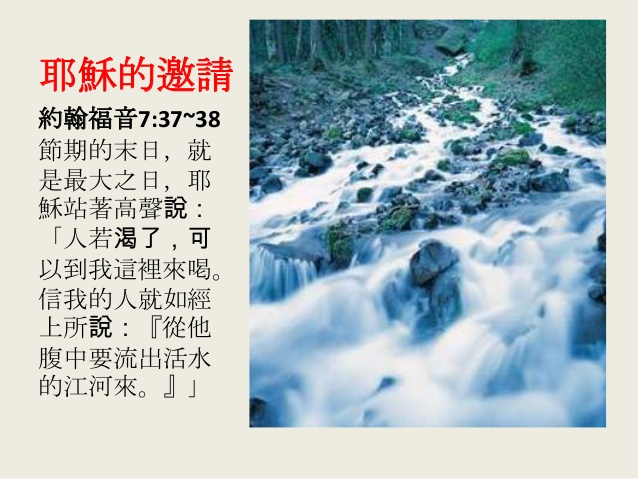 耶穌的邀請
約翰福音7:37~38
節期的末日，就
是最大之日，耶
穌站著高聲說：
「人若渴了，可
以到我這裡來喝。
信我的人就如經
上所說：『從他
腹中要流出活水
的江河來。』」